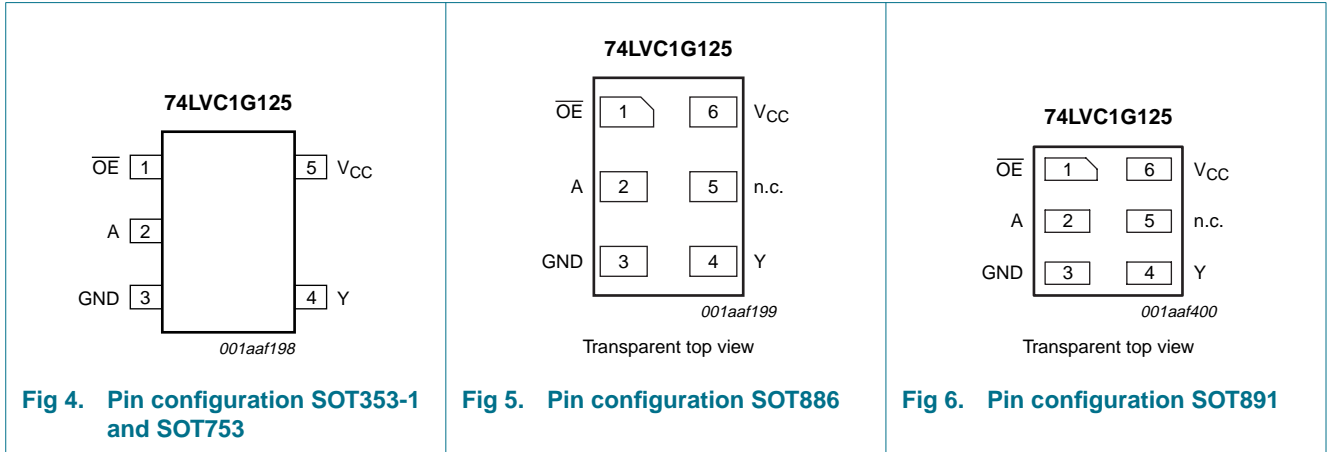 74LVC1G125
OE 1 5 VCC
A 2
GND 3 4 Y
001aaf198
Fig 4. Pin configuration SOT353-1
and SOT753
74LVC1G125
OE 1 6 VCC
A 2 5 n.c.
GND 3 4 Y
001aaf199
Transparent top view
Fig 5. Pin configuration SOT886
74LVC1G125
OE 1 6 VCC
A 2 5 n.c.
GND 3 4 Y
001aaf400
Transparent top view
Fig 6. Pin configuration SOT891